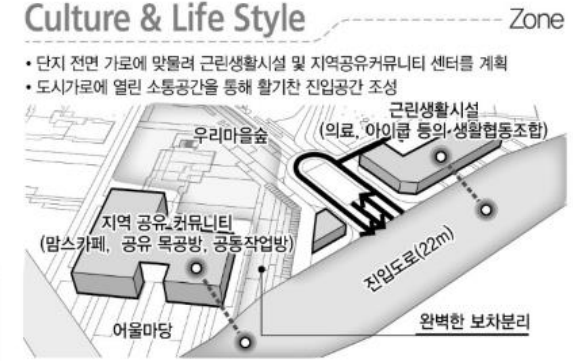 Culture & Life Style
Zone
• 단지 전면 가로에 맞물려 근린생활시설 및 지역공유커뮤니티 센터를 계획
• 도시가로에 열린 소통공간을 통해 활기찬 진입공간 조성
근린생활시설
(의료, 아이쿱 등의 생활협동조합)
우리마을숲
지역 공유 커뮤니티
(맘스카페, 공유 목공방, 공동작업방)
진입도로(22m)
어울마당
완벽한 보차분리